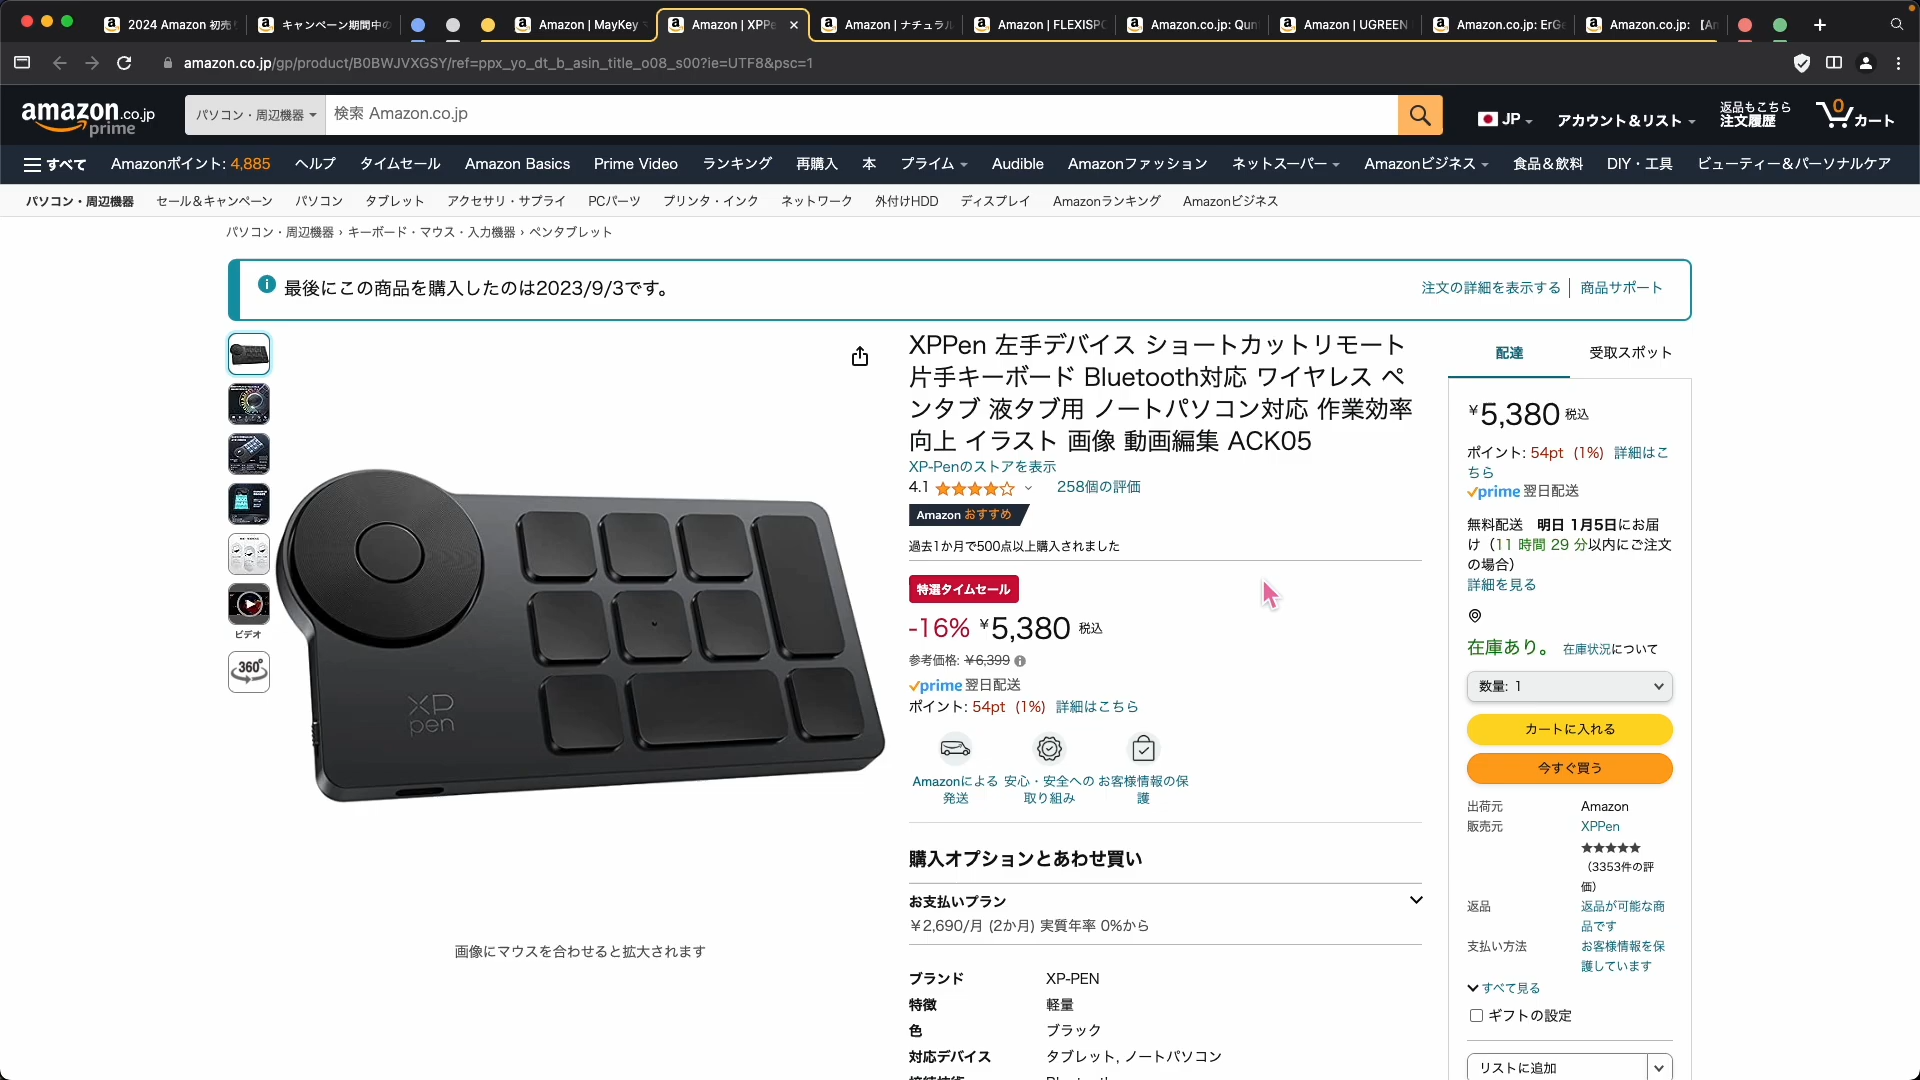 2024 Amazon 初売り
キャンペーン期間中の
Amazon | MayKey
Amazon | XPPe
Amazon | ナチュラル
Amazon | FLEXISPO
Amazon.co.jp: Qun
Amazon | UGREEN
Amazon.co.jp: ErGo
Amazon.co.jp: 【An
amazon.co.jp/gp/product/B0BWJVXGSY/ref=ppx_yo_dt_b_asin_title_o08_s00?ie=UTF8&psc=1
amazon.co.jp
prime
パソコン・周辺機器
検索 Amazon.co.jp
JP
アカウント＆リスト
返品もこちら
注文履歴
0
カート
すべて
Amazonポイント: 4,885
ヘルプ
タイムセール
Amazon Basics
Prime Video
ランキング
再購入
本
プライム
Audible
Amazonファッション
ネットスーパー
Amazonビジネス
食品＆飲料
DIY・工具
ビューティー＆パーソナルケア
パソコン・周辺機器
セール＆キャンペーン
パソコン
タブレット
アクセサリ・サプライ
PCパーツ
プリンタ・インク
ネットワーク
外付けHDD
ディスプレイ
Amazonランキング
Amazonビジネス
パソコン・周辺機器 › キーボード・マウス・入力機器 › ペンタブレット
最後にこの商品を購入したのは2023/9/3です。
注文の詳細を表示する
商品サポート
ビデオ
360°
XP
pen
画像にマウスを合わせると拡大されます
XPPen 左手デバイス ショートカットリモート
片手キーボード Bluetooth対応 ワイヤレス ペ
ンタブ 液タブ用 ノートパソコン対応 作業効率
向上 イラスト 画像 動画編集 ACK05
XP-Penのストアを表示
4.1
258個の評価
Amazon おすすめ
過去1か月で500点以上購入されました
特選タイムセール
-16% ￥5,380 税込
参考価格: ￥6,399
prime 翌日配送
ポイント: 54pt (1%) 詳細はこちら
Amazonによる
発送
安心・安全への
取り組み
お客様情報の保
護
購入オプションとあわせ買い
お支払いプラン
￥2,690/月 (2か月) 実質年率 0%から
ブランド XP-PEN
特徴 軽量
色 ブラック
対応デバイス タブレット, ノートパソコン
配達
受取スポット
￥5,380 税込
ポイント: 54pt (1%) 詳細はこ
ちら
prime 翌日配送
無料配送 明日 1月5日にお届
け（11 時間 29 分以内にご注文
の場合）
詳細を見る
在庫あり。 在庫状況について
数量: 1
カートに入れる
今すぐ買う
出荷元 Amazon
販売元 XPPen
（3353件の評
価）
返品 返品が可能な商
品です
支払い方法 お客様情報を保
護しています
すべて見る
ギフトの設定
リストに追加